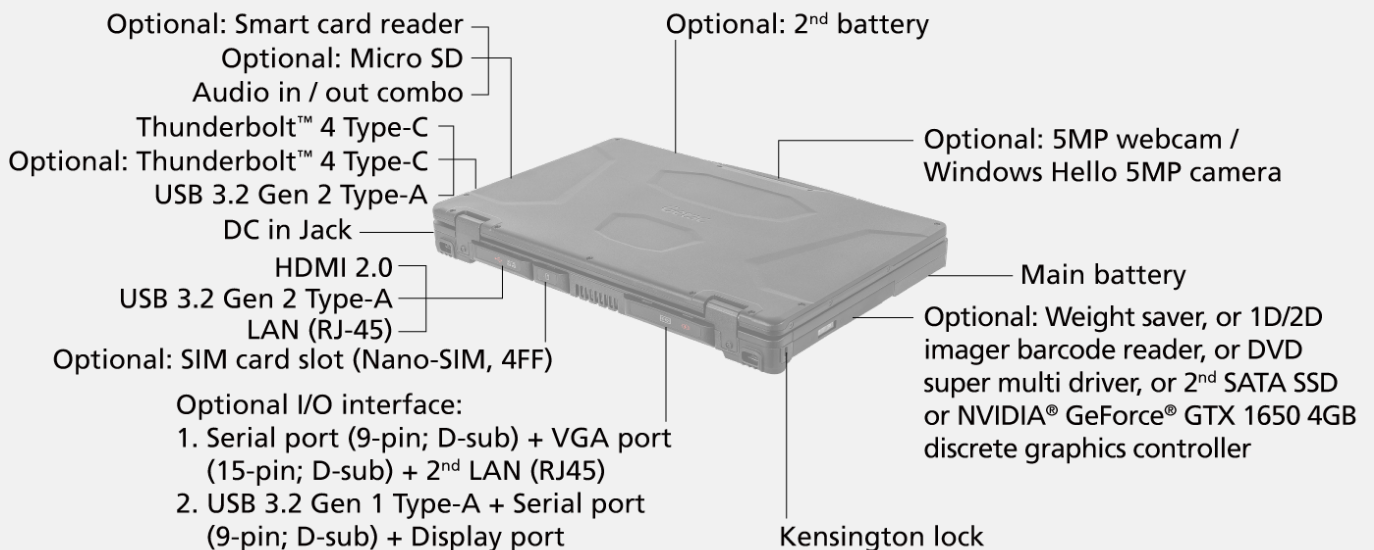 Optional: Smart card reader
Optional: Micro SD
Audio in / out combo
Thunderbolt™ 4 Type-C
Optional: Thunderbolt™ 4 Type-C
USB 3.2 Gen 2 Type-A
DC in Jack
HDMI 2.0
USB 3.2 Gen 2 Type-A
LAN (RJ-45)
Optional: SIM card slot (Nano-SIM, 4FF)
Optional I/O interface:
1. Serial port (9-pin; D-sub) + VGA port
(15-pin; D-sub) + 2nd LAN (RJ45)
2. USB 3.2 Gen 1 Type-A + Serial port
(9-pin; D-sub) + Display port
Optional: 2nd battery
Optional: 5MP webcam /
Windows Hello 5MP camera
Main battery
Optional: Weight saver, or 1D/2D
imager barcode reader, or DVD
super multi driver, or 2nd SATA SSD
or NVIDIA® GeForce® GTX 1650 4GB
discrete graphics controller
Kensington lock
Getac